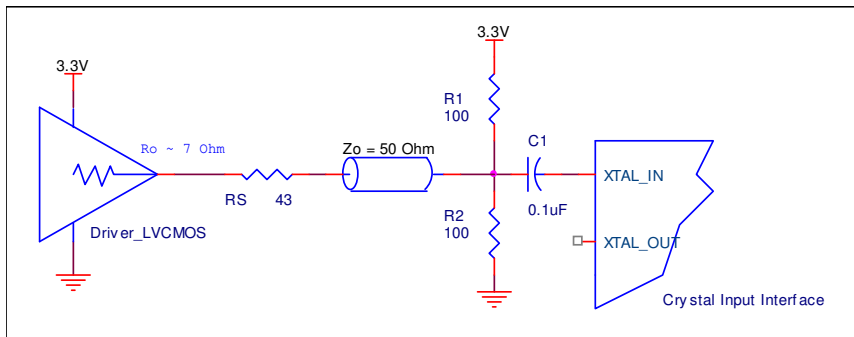 3.3V
3.3V
R1
100
Ro ~ 7 Ohm
Zo = 50 Ohm
C1
XTAL_IN
RS 43
0.1uF
R2
100
Driver_LVCMOS
XTAL_OUT
Crystal Input Interface